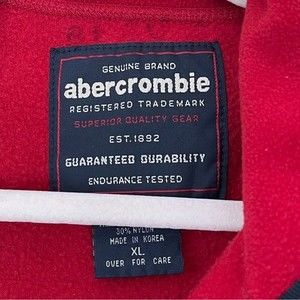 GENUINE BRAND
abercrombie
REGISTERED TRADEMARK
SUPERIOR QUALITY GEAR
EST.1892
GUARANTEED DURABILITY
ENDURANCE TESTED
30% NYLON
MADE IN KOREA
XL
OVER FOR CARE